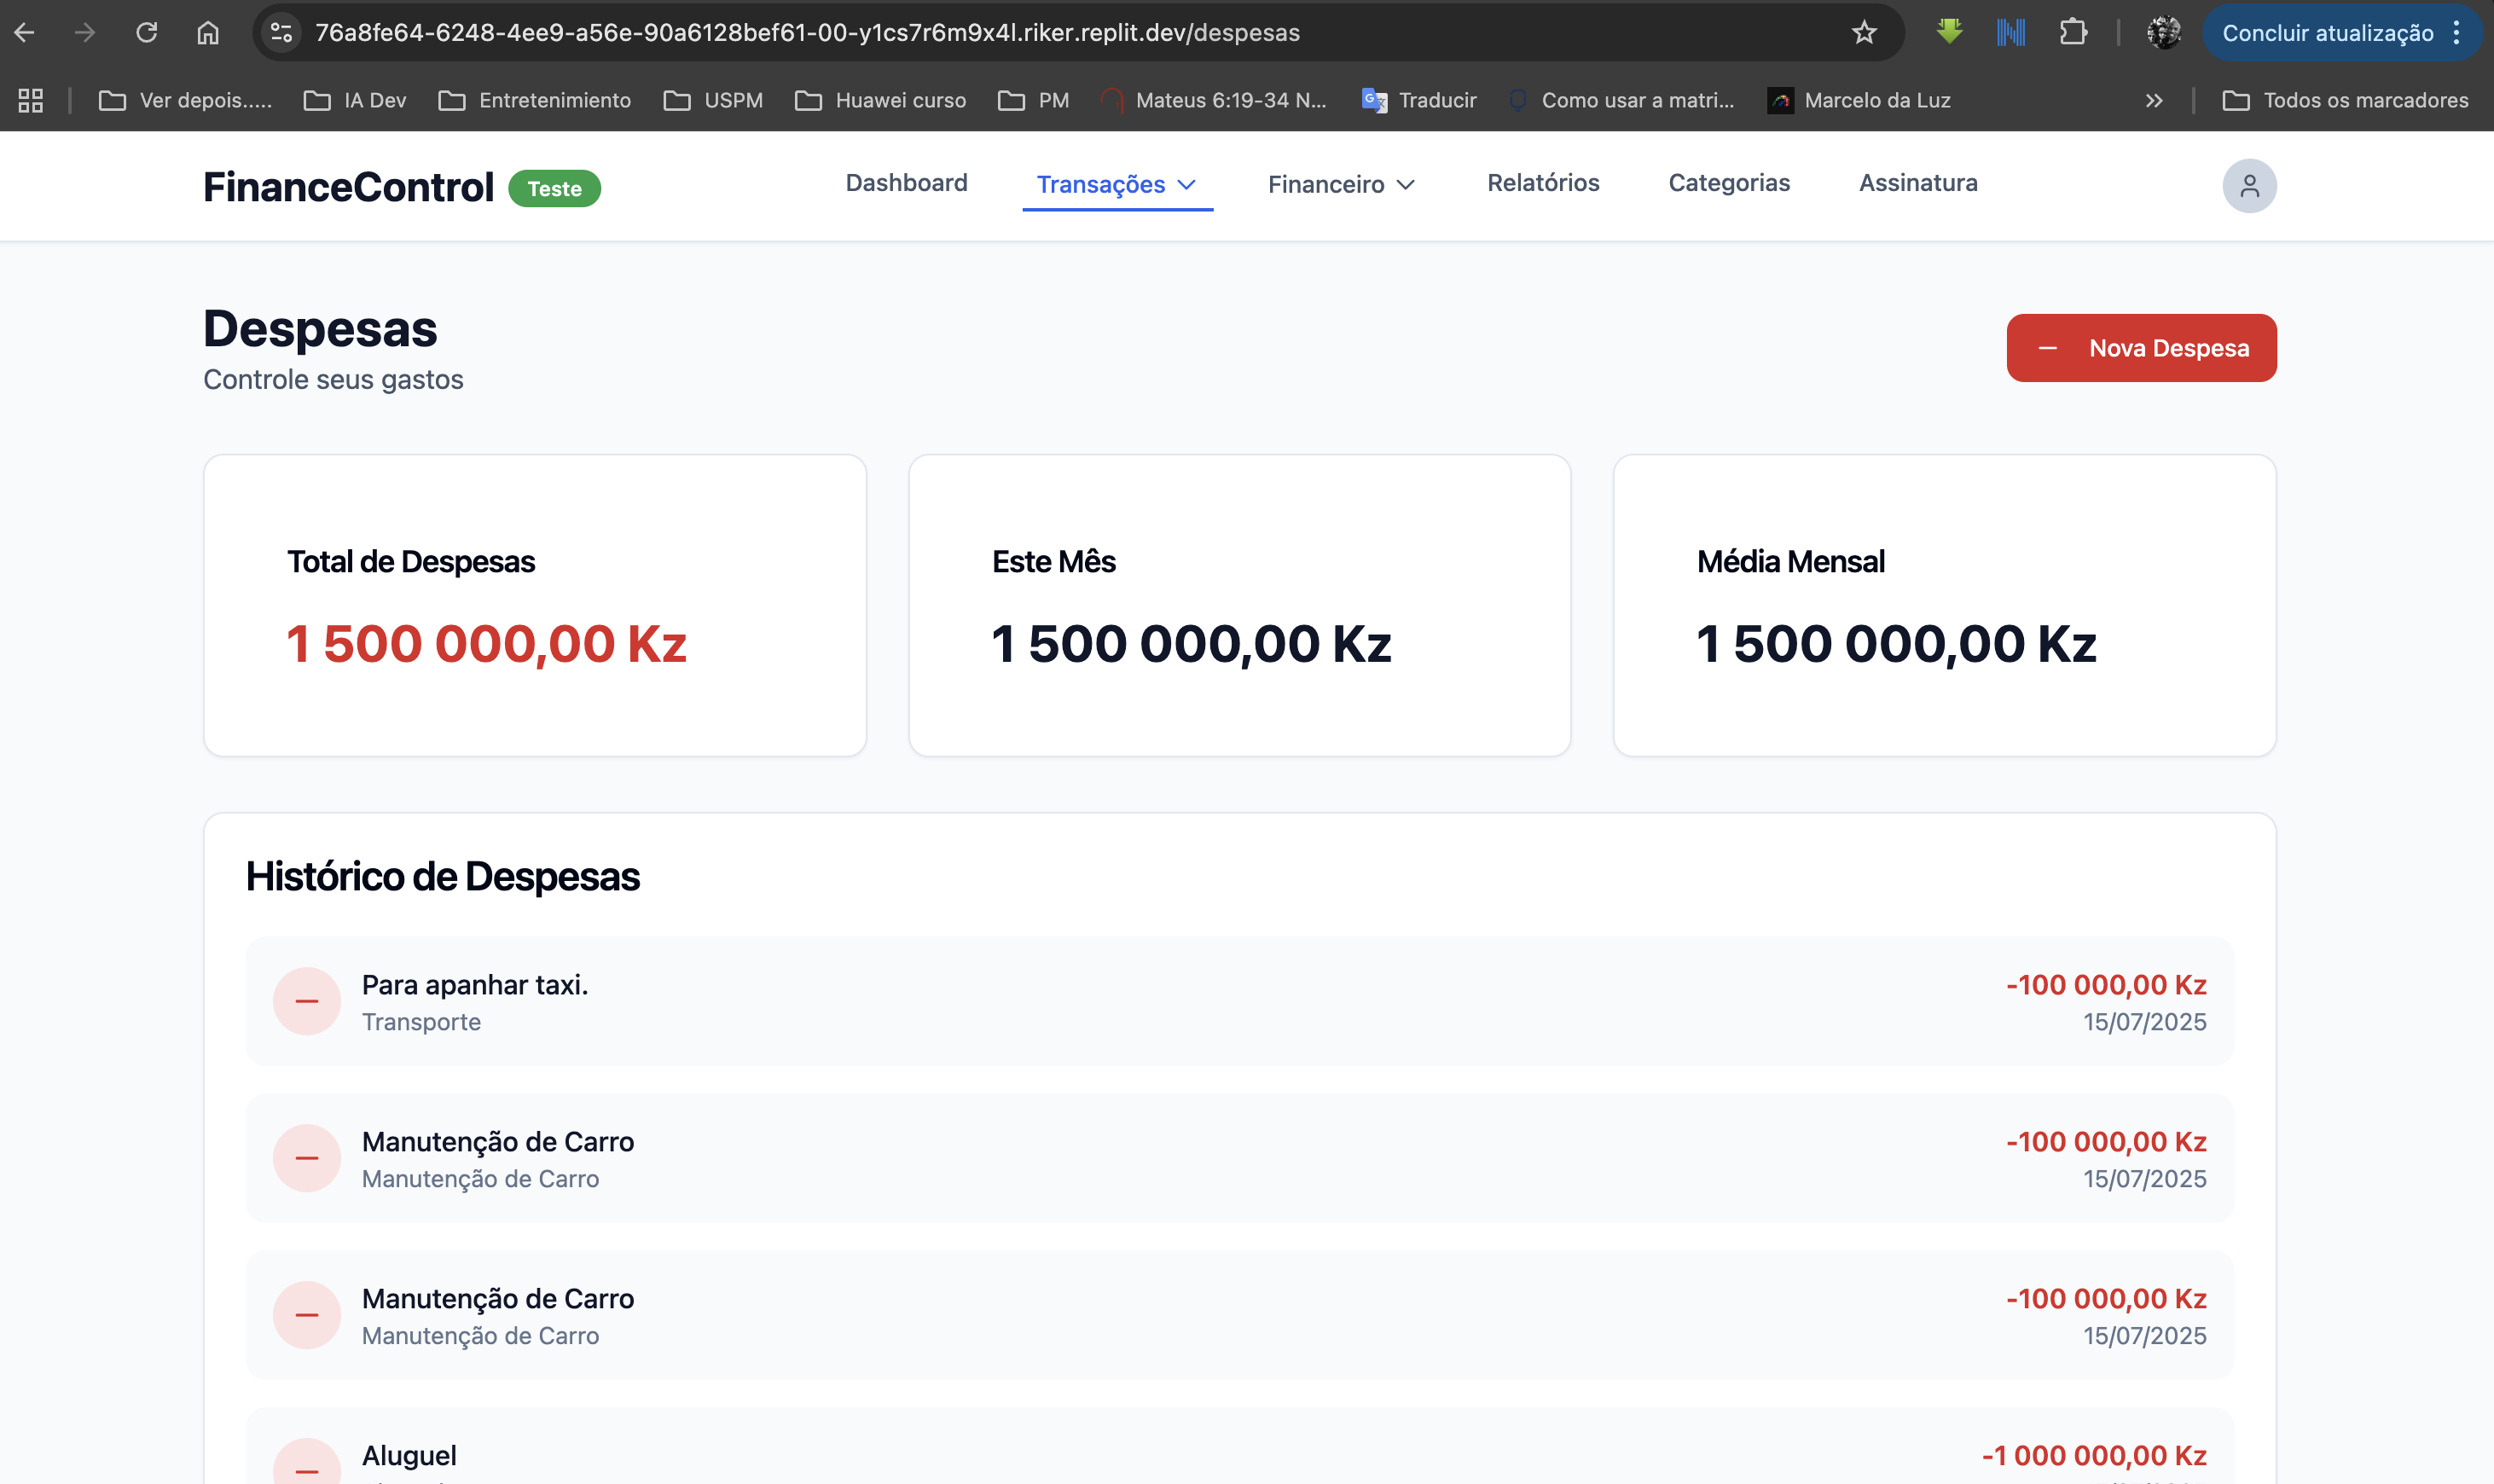 76a8fe64-6248-4ee9-a56e-90a6128bef61-00-y1cs7r6m9x4l.riker.replit.dev/despesas
Concluir atualização
Ver depois.....
IA Dev
Entretenimiento
USPM
Huawei curso
PM
Mateus 6:19-34 N...
Traducir
Como usar a matri...
Marcelo da Luz
Todos os marcadores
FinanceControl
Teste
Dashboard
Transações
Financeiro
Relatórios
Categorias
Assinatura
Despesas
Controle seus gastos
Nova Despesa
Total de Despesas
1 500 000,00 Kz
Este Mês
1 500 000,00 Kz
Média Mensal
1 500 000,00 Kz
Histórico de Despesas
Para apanhar taxi.
-100 000,00 Kz
Transporte
15/07/2025
Manutenção de Carro
-100 000,00 Kz
Manutenção de Carro
15/07/2025
Manutenção de Carro
-100 000,00 Kz
Manutenção de Carro
15/07/2025
Aluguel
-1 000 000,00 Kz